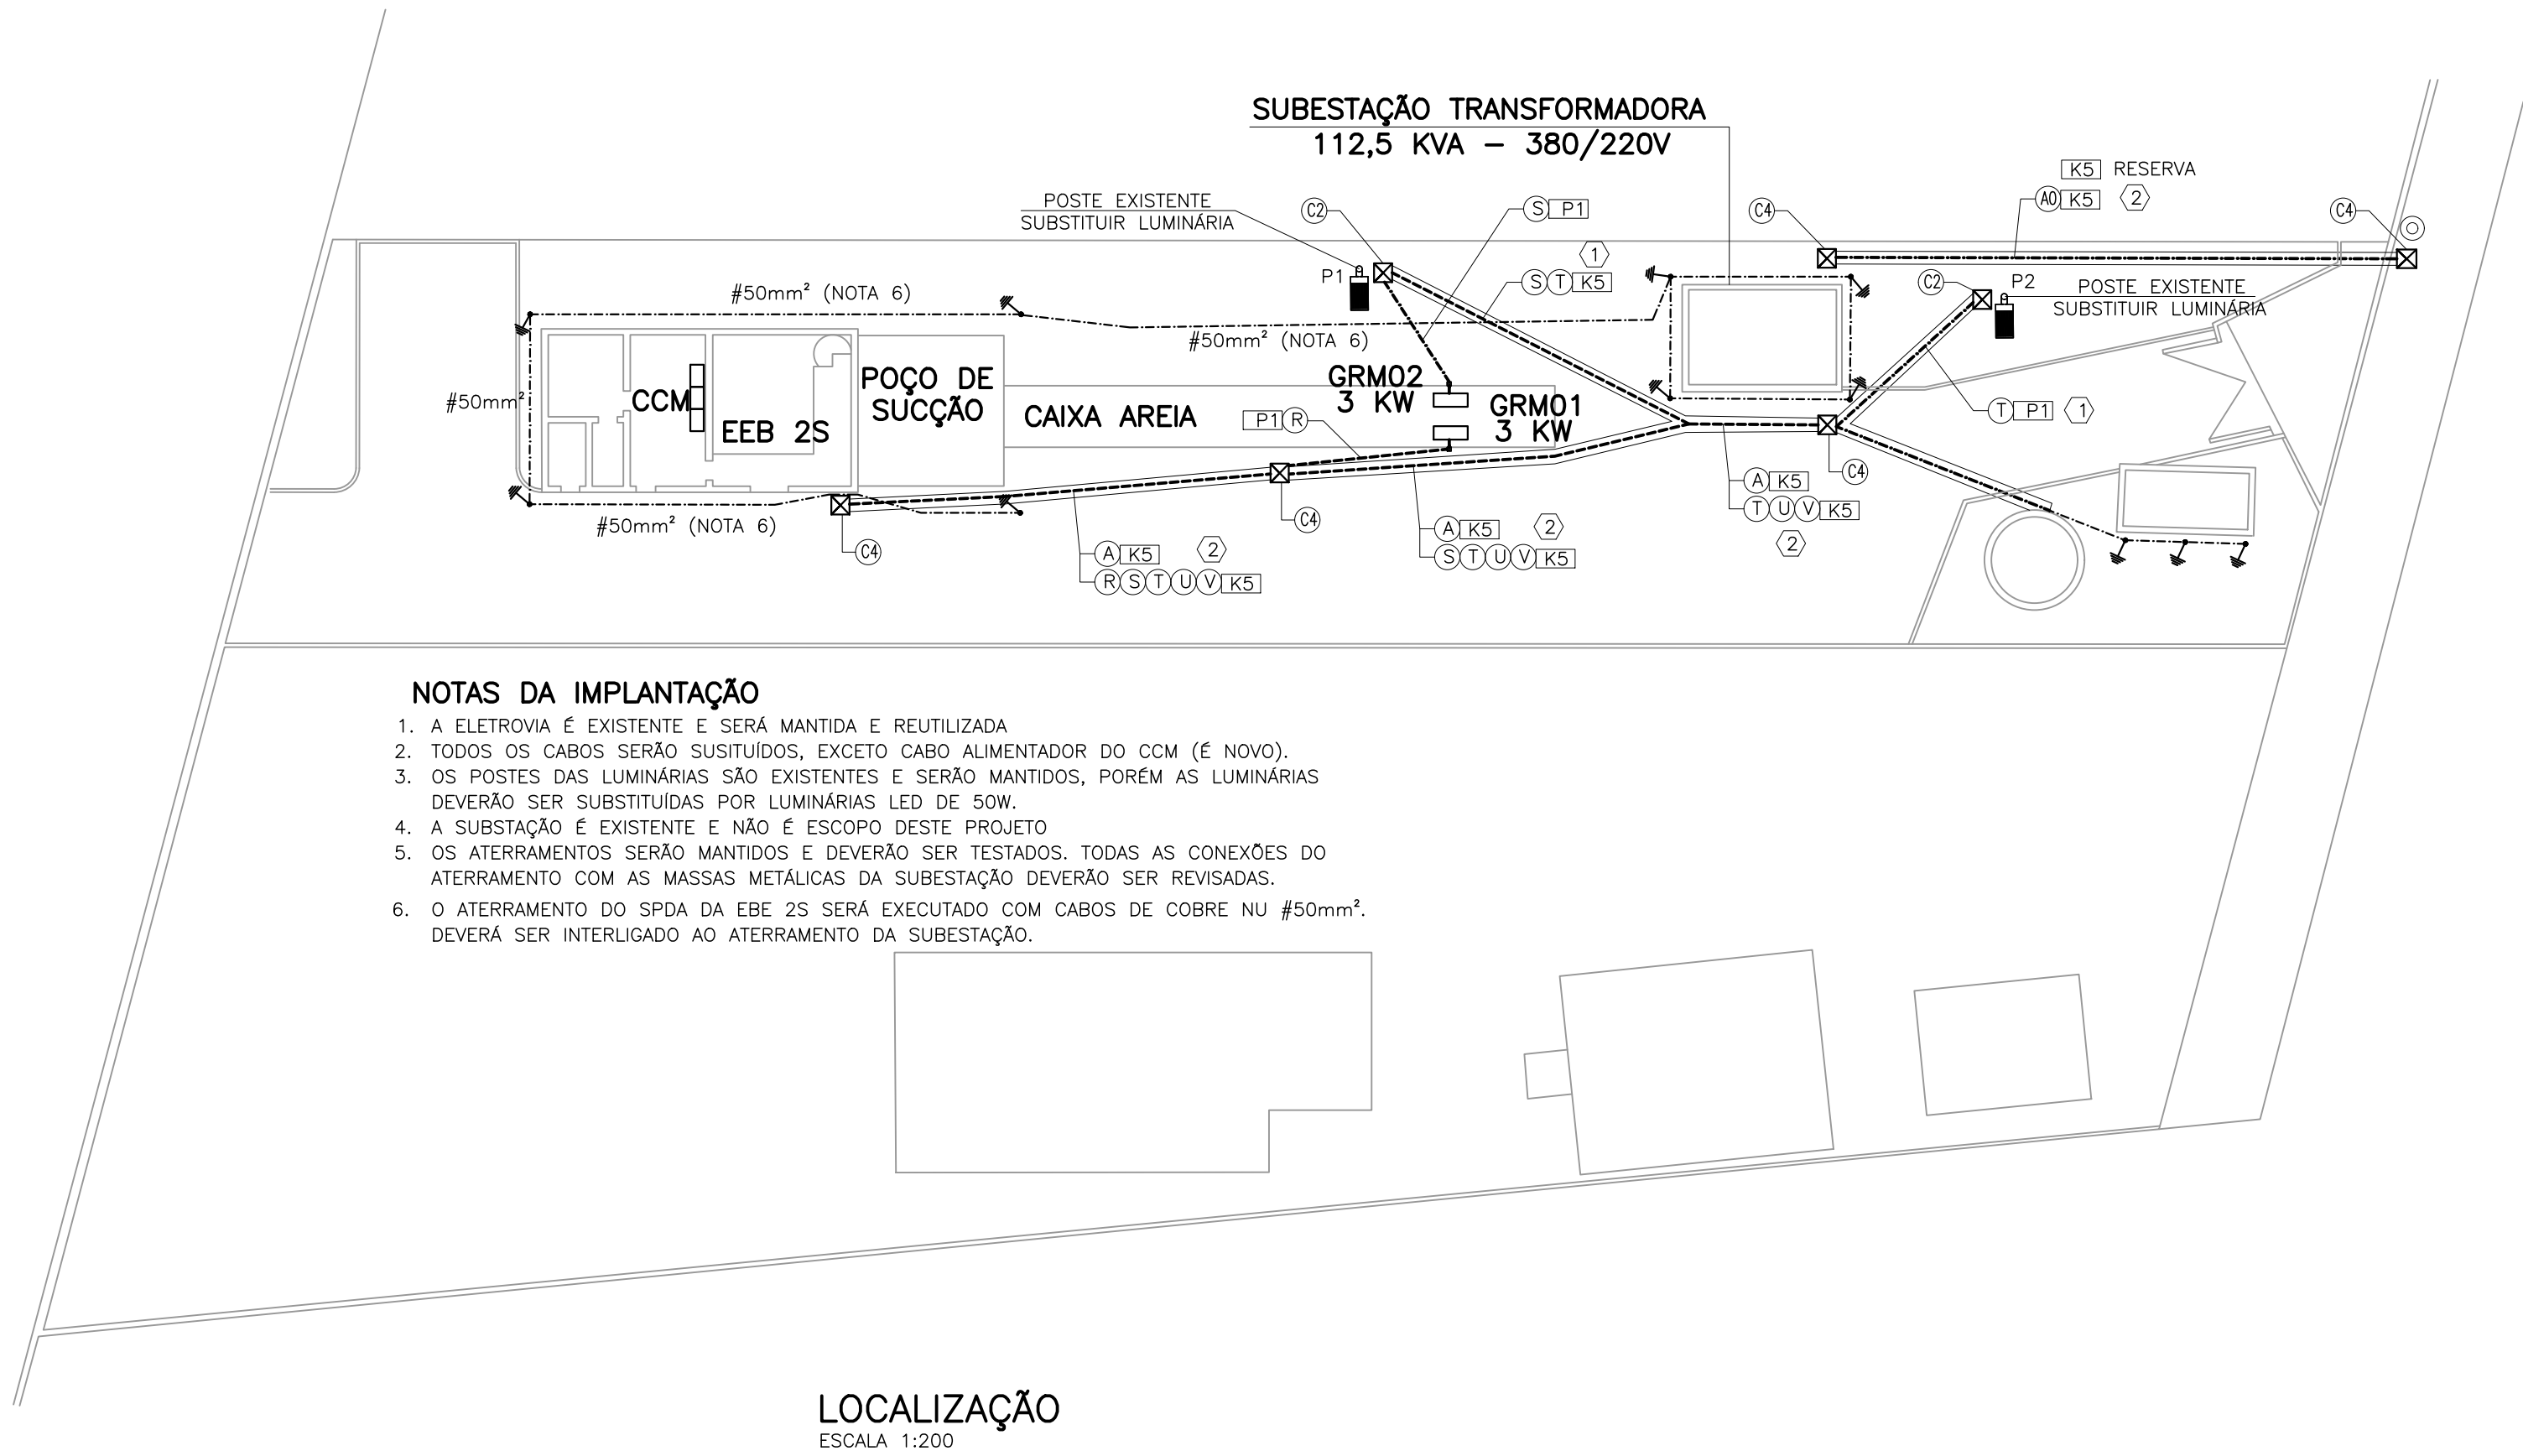 SUBESTAÇÃO TRANSFORMADORA
112,5 KVA - 380/220V
K5 RESERVA
A0 K5 2
POSTE EXISTENTE
SUBSTITUIR LUMINÁRIA
C2
S P1
C4
C4
1
S T K5
P1
C2
P2
POSTE EXISTENTE
SUBSTITUIR LUMINÁRIA
#50mm² (NOTA 6)
#50mm² (NOTA 6)
#50mm²
CCM
EEB 2S
POÇO DE
SUCÇÃO
CAIXA AREIA
GRM02
3 KW
GRM01
3 KW
P1 R
T P1 1
C4
A K5
T U V K5
2
#50mm² (NOTA 6)
C4
C4
A K5 2
R S T U V K5
A K5 2
S T U V K5
NOTAS DA IMPLANTAÇÃO
1. A ELETROVIA É EXISTENTE E SERÁ MANTIDA E REUTILIZADA
2. TODOS OS CABOS SERÃO SUSITUÍDOS, EXCETO CABO ALIMENTADOR DO CCM (É NOVO).
3. OS POSTES DAS LUMINÁRIAS SÃO EXISTENTES E SERÃO MANTIDOS, PORÉM AS LUMINÁRIAS
DEVERÃO SER SUBSTITUÍDAS POR LUMINÁRIAS LED DE 50W.
4. A SUBSTAÇÃO É EXISTENTE E NÃO É ESCOPO DESTE PROJETO
5. OS ATERRAMENTOS SERÃO MANTIDOS E DEVERÃO SER TESTADOS. TODAS AS CONEXÕES DO
ATERRAMENTO COM AS MASSAS METÁLICAS DA SUBESTAÇÃO DEVERÃO SER REVISADAS.
6. O ATERRAMENTO DO SPDA DA EBE 2S SERÁ EXECUTADO COM CABOS DE COBRE NU #50mm².
DEVERÁ SER INTERLIGADO AO ATERRAMENTO DA SUBESTAÇÃO.
LOCALIZAÇÃO
ESCALA 1:200